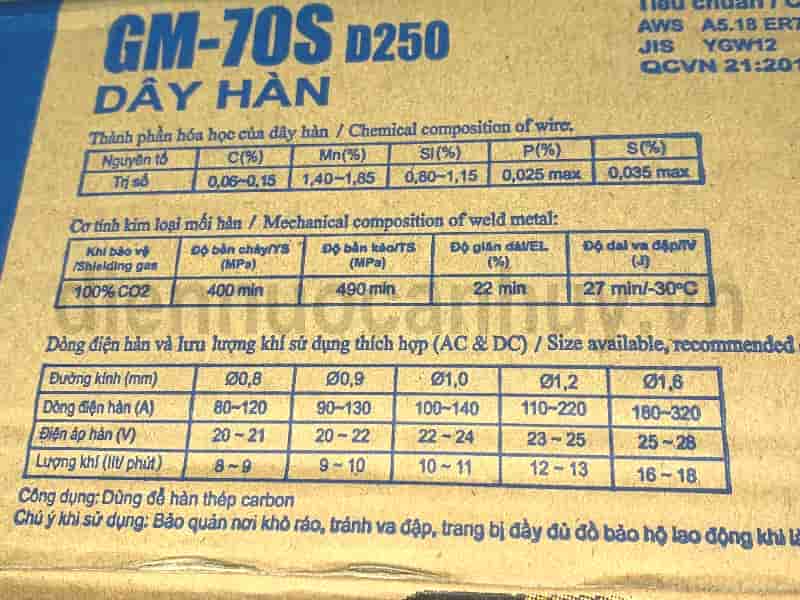 GM-70S D250
DÂY HÀN
Tiêu chuẩn /
AWS A5.18 ER7
JIS YGW12
QCVN 21:201
Thành phần hóa học của dây hàn / Chemical composition of wire:
Nguyên tố C(%) Mn(%) Si(%) P(%) S(%)
Trị số 0,06~0,15 1,40~1,85 0,80~1,15 0,025 max 0,035 max
Cơ tính kim loại mối hàn / Mechanical composition of weld metal:
Khí bảo vệ /Shielding gas Độ bền chảy/YS (MPa) Độ bền kéo/TS (MPa) Độ giãn dài/EL (%) Độ dai va đập/IV (J)
100%CO2 400 min 490 min 22 min 27 min/-30°C
diennuocanhuy.vn
Dòng điện hàn và lưu lượng khí sử dụng thích hợp (AC & DC) / Size available, recommended
Đường kính (mm) Ø0,8 Ø0,9 Ø1,0 Ø1,2 Ø1,6
Dòng điện hàn (A) 80~120 90~130 100~140 110~220 180~320
Điện áp hàn (V) 20 ~ 21 20 ~ 22 22 ~ 24 23 ~ 25 25 ~ 28
Lượng khí (lít/ phút) 8 ~ 9 9 ~ 10 10 ~ 11 12 ~ 13 16 ~ 18
Công dụng: Dùng để hàn thép carbon
Chú ý khi sử dụng: Bảo quản nơi khô ráo, tránh va đập, trang bị đầy đủ đồ bảo hộ lao động khi